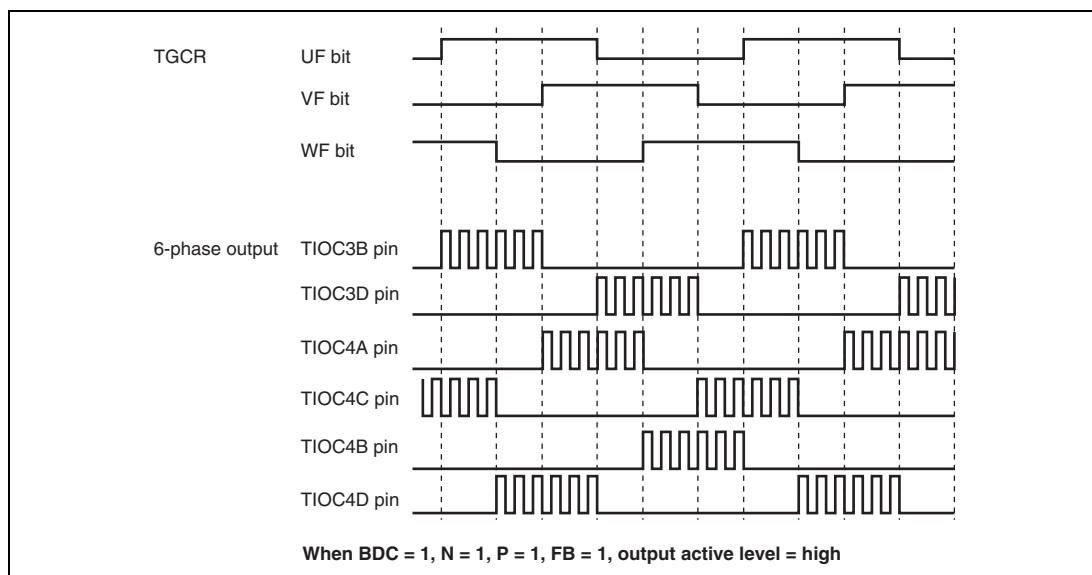 TGCR UF bit
VF bit
WF bit
6-phase output TIOC3B pin
TIOC3D pin
TIOC4A pin
TIOC4C pin
TIOC4B pin
TIOC4D pin
When BDC = 1, N = 1, P = 1, FB = 1, output active level = high